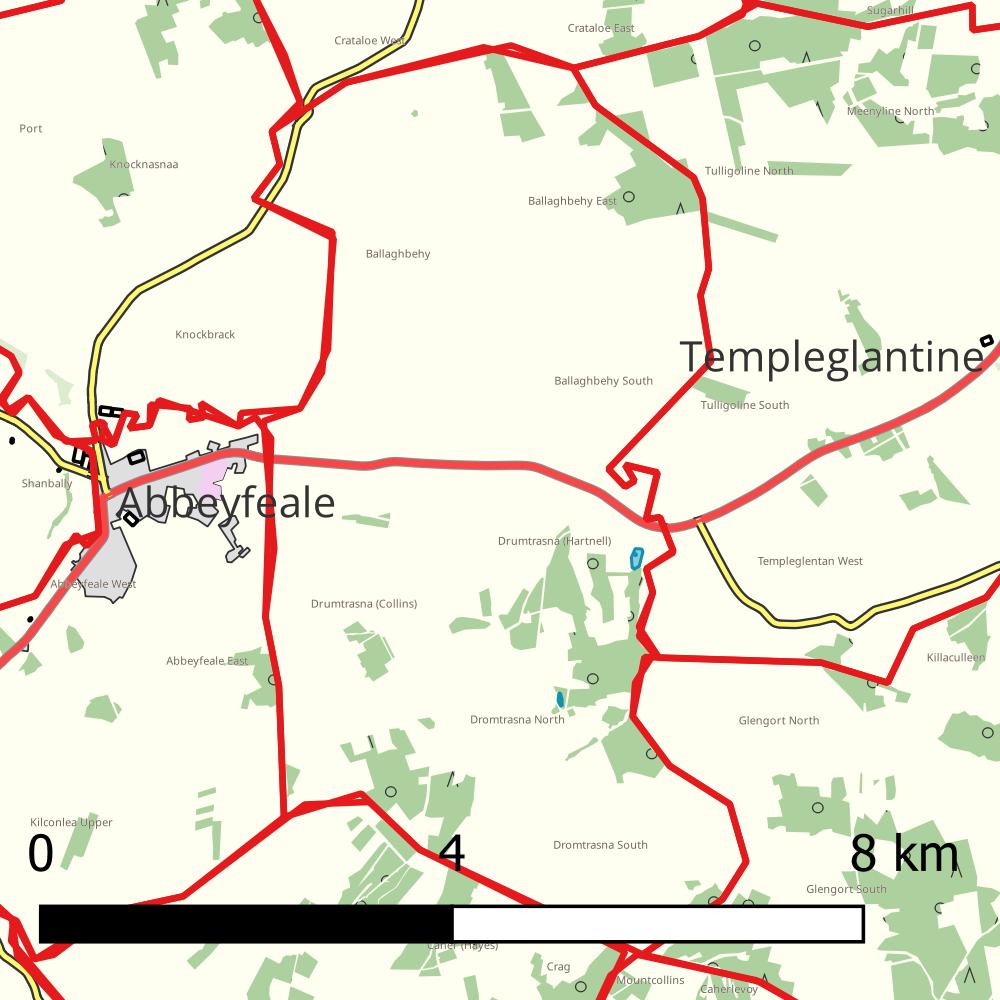 Sugarhill
Crataloe East
Crataloe West
Meenyline North
Port
Knocknasnaa
Tulligoline North
Ballaghbehy East
Ballaghbehy
Knockbrack
Templeglantine
Ballaghbehy South
Tulligoline South
Shanbally
Abbeyfeale
Drumtrasna (Hartnell)
Templeglentan West
Abbeyfeale West
Drumtrasna (Collins)
Abbeyfeale East
Killaculleen
Dromtrasna North
Glengort North
Kilconlea Upper
Dromtrasna South
0 4 8 km
Glengort South
Caher (Hayes)
Crag
Mountcollins
Caherlevoy